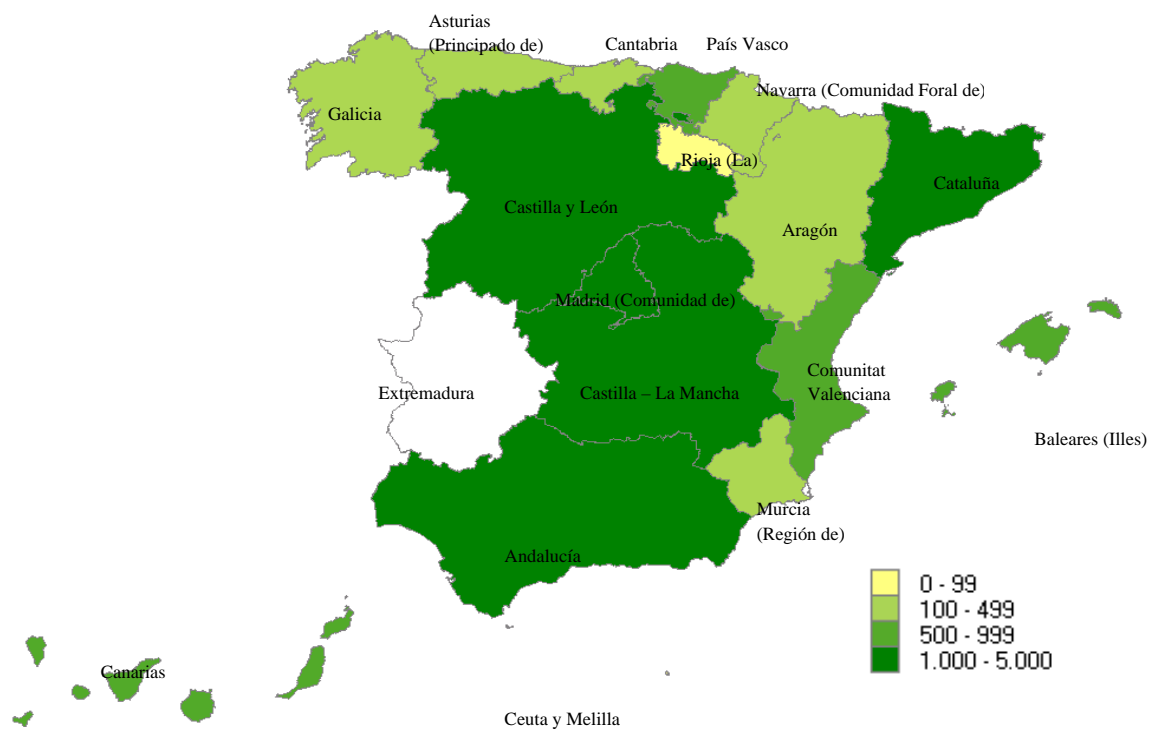 Asturias
(Principado de)
Cantabria
País Vasco
Navarra (Comunidad Foral de)
Galicia
Rioja (La)
Cataluña
Castilla y León
Aragón
Madrid (Comunidad de)
Comunitat
Valenciana
Extremadura
Castilla – La Mancha
Baleares (Illes)
Murcia
(Región de)
Andalucía
0 - 99
100 - 499
500 - 999
1.000 - 5.000
Canarias
Ceuta y Melilla